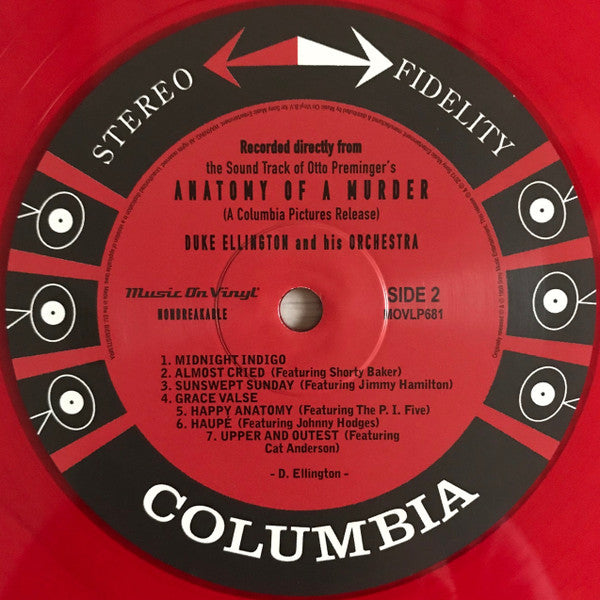 STEREO FIDELITY
Recorded directly from
the Sound Track of Otto Preminger's
ANATOMY OF A MURDER
(A Columbia Pictures Release)
DUKE ELLINGTON and his ORCHESTRA
Music On Vinyl
NONBREAKABLE
SIDE 2
MOVLP681
1. MIDNIGHT INDIGO
2. ALMOST CRIED (Featuring Shorty Baker)
3. SUNSWEPT SUNDAY (Featuring Jimmy Hamilton)
4. GRACE VALSE
5. HAPPY ANATOMY (Featuring The P. I. Five)
6. HAUPÉ (Featuring Johnny Hodges)
7. UPPER AND OUTEST (Featuring
Cat Anderson)
- D. Ellington -
COLUMBIA